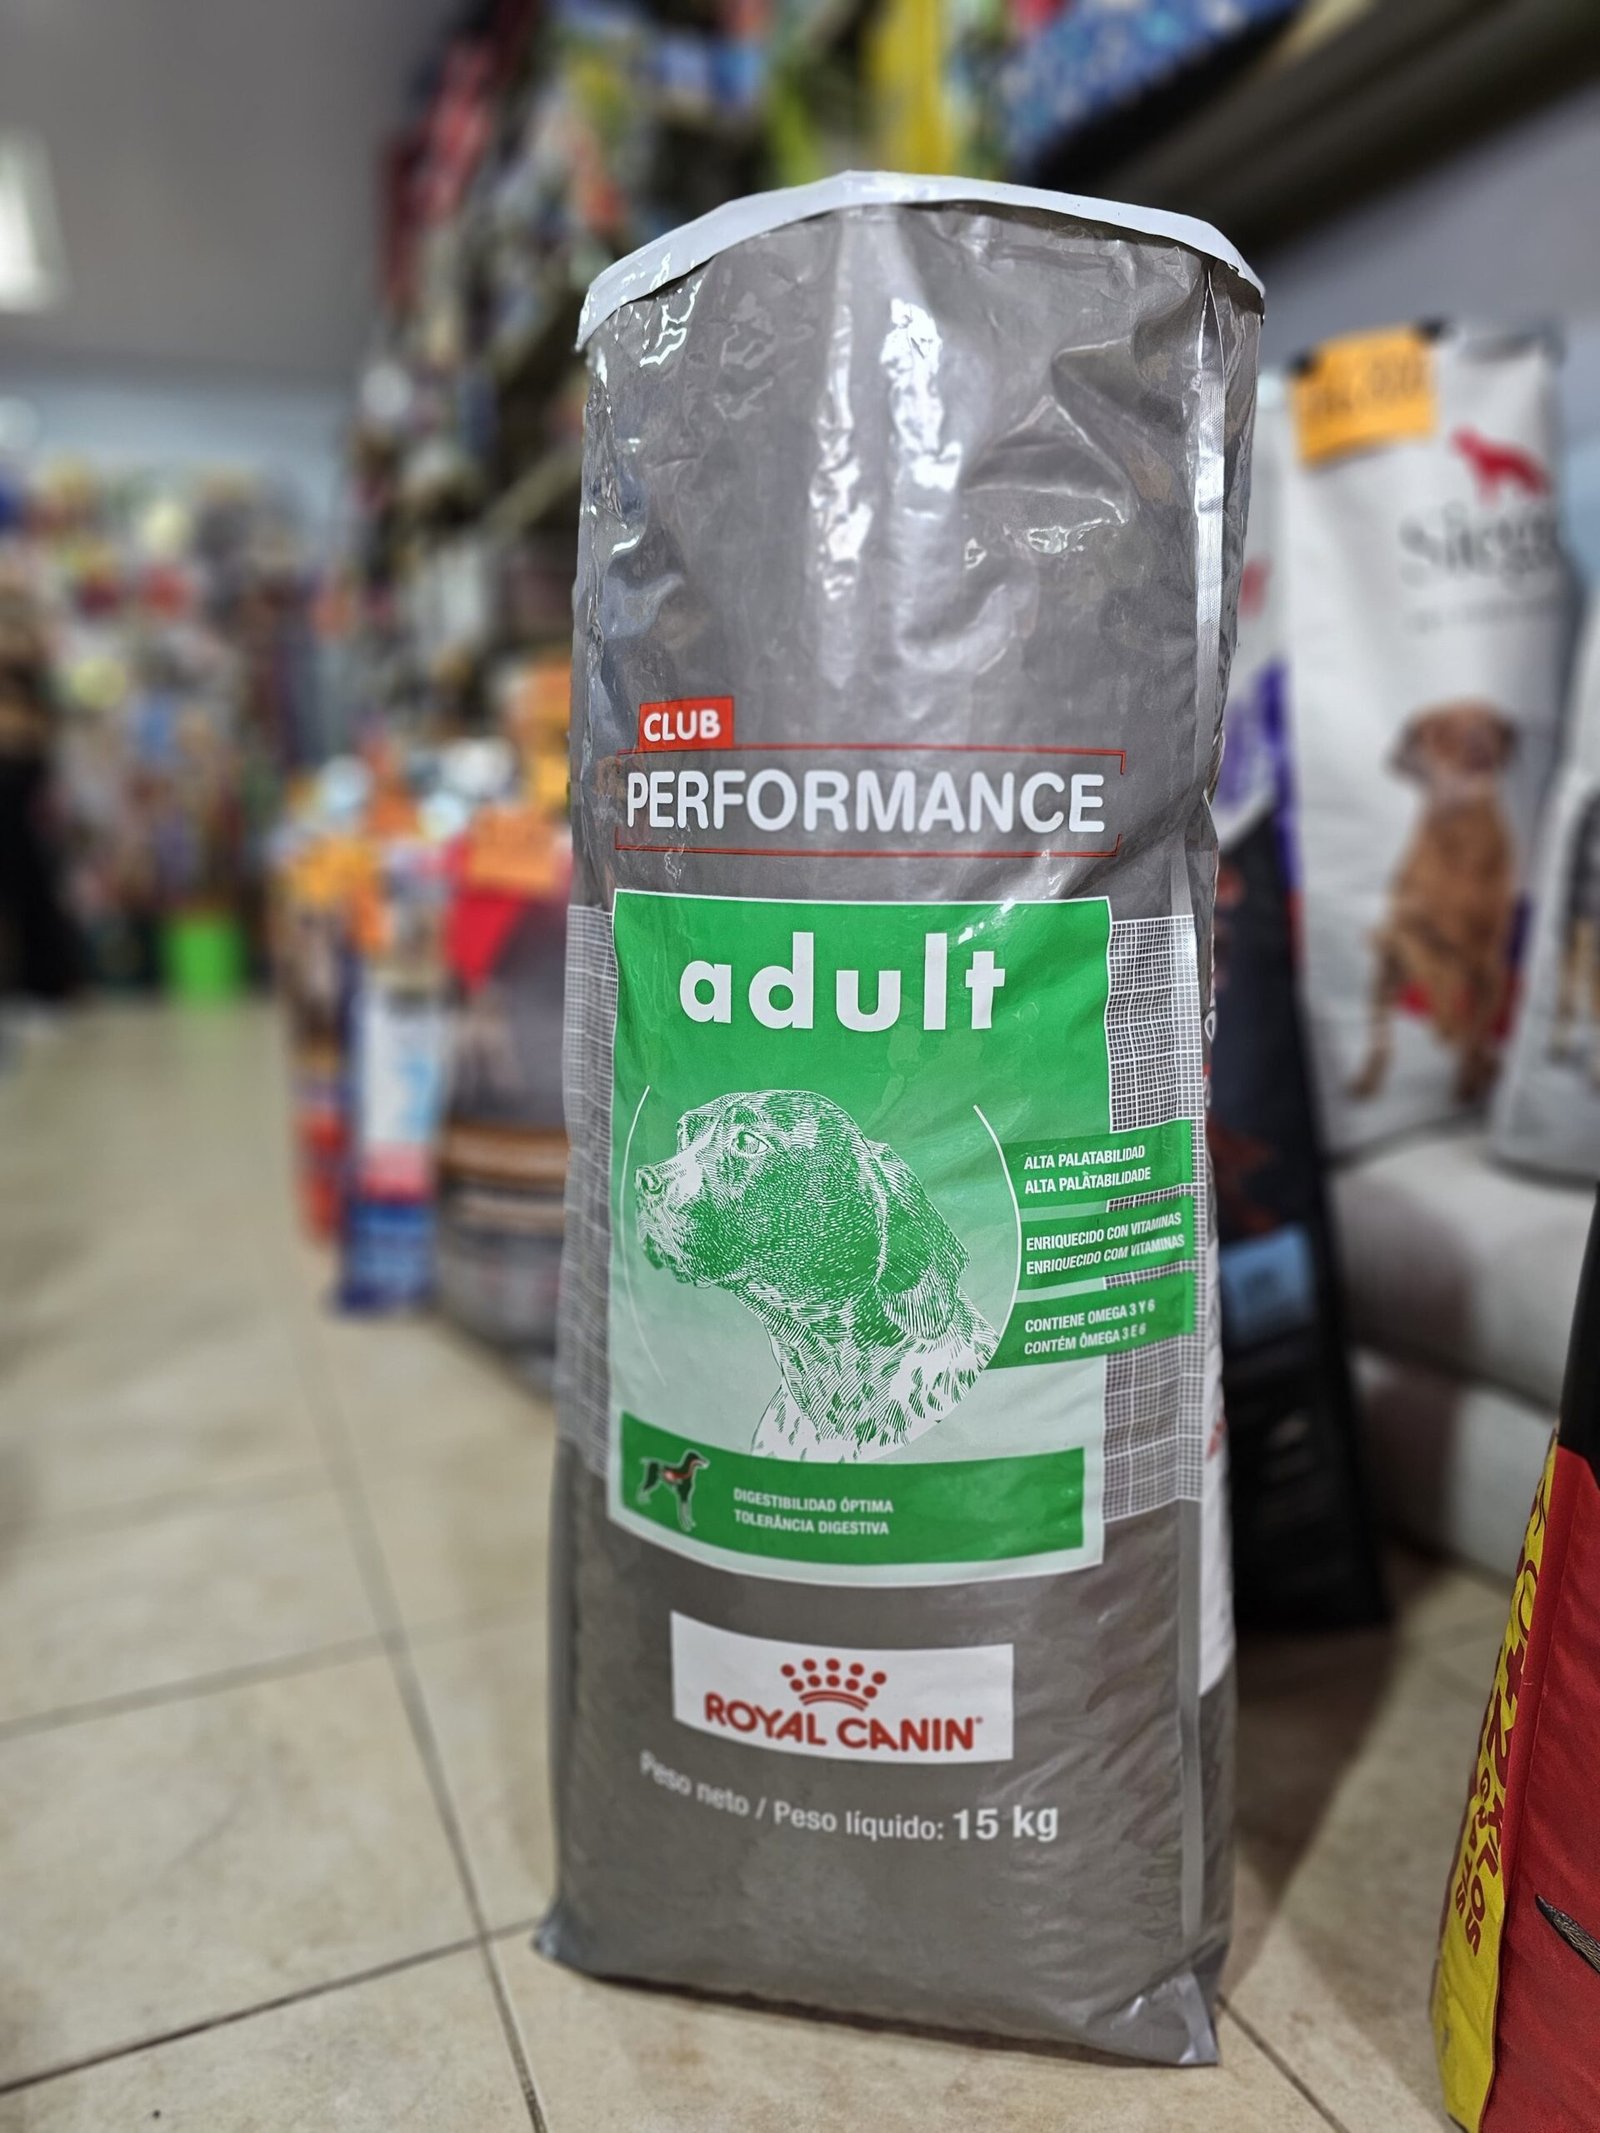 CLUB
PERFORMANCE
adult
ALTA PALATABILIDAD
ALTA PALATABILIDADE
ENRIQUECIDO CON VITAMINAS
ENRIQUECIDO COM VITAMINAS
CONTIENE OMEGA 3 Y 6
CONTÉM ÔMEGA 3 E 6
DIGESTIBILIDAD ÓPTIMA
TOLERÂNCIA DIGESTIVA
ROYAL CANIN
Peso neto / Peso líquido: 15 kg